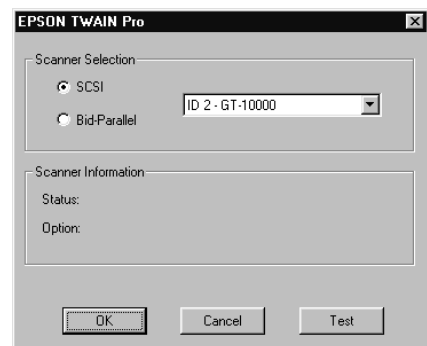 EPSON TWAIN Pro
Scanner Selection
SCSI
ID 2 - GT-10000
Bid-Parallel
Scanner Information
Status:
Option:
OK Cancel Test